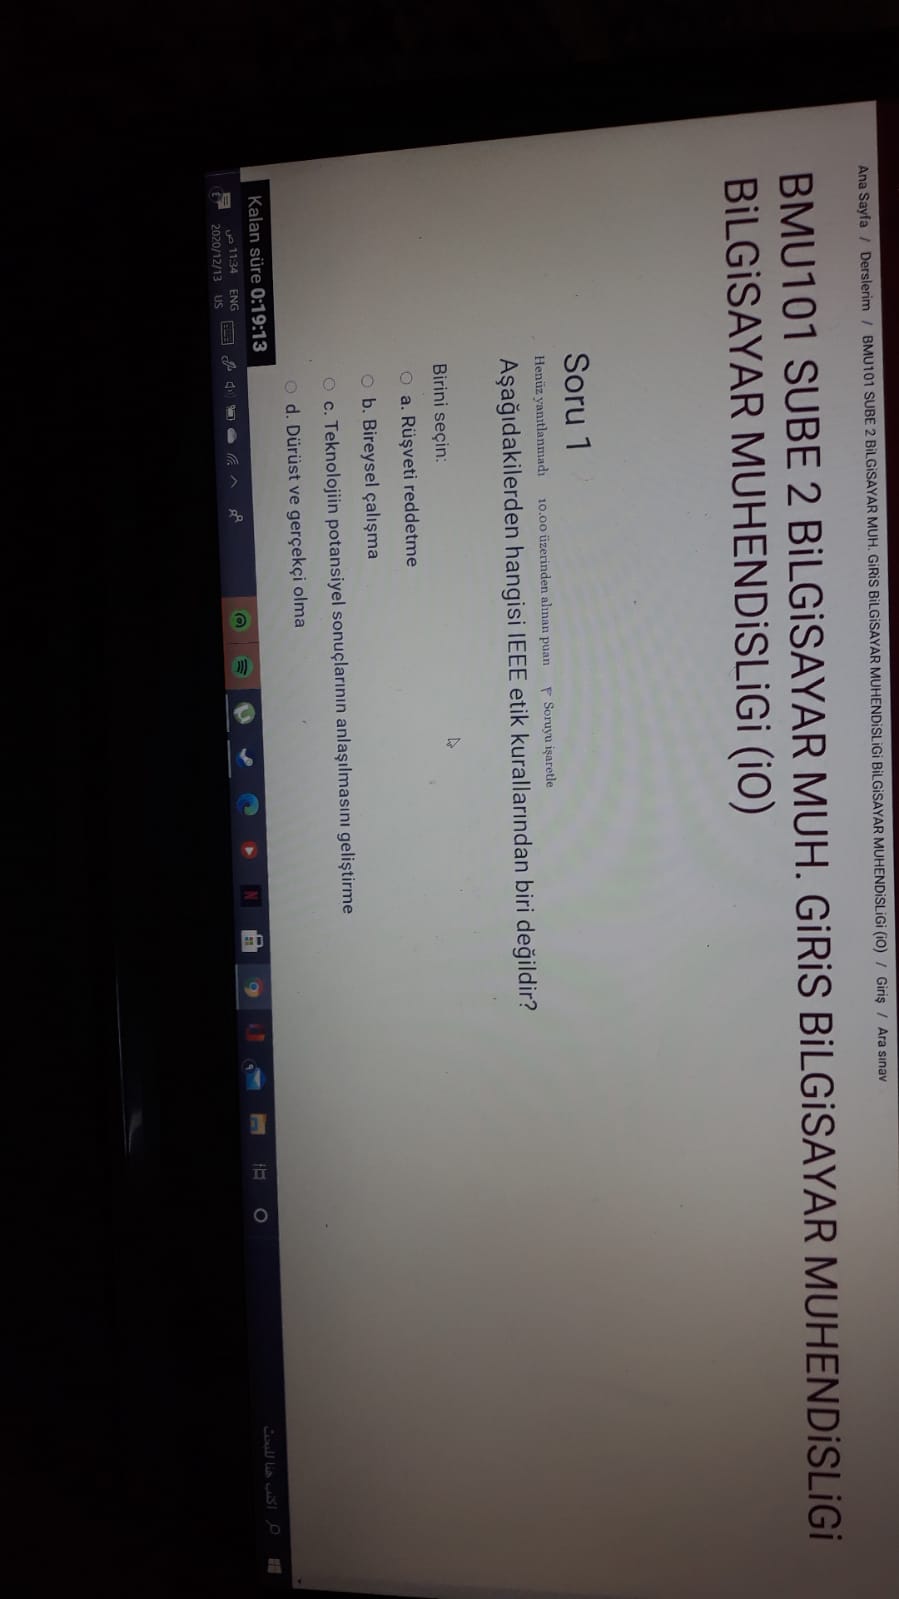 Ana Sayfa / Derslerim / BMU101 SUBE 2 BiLGiSAYAR MUH. GiRiS BiLGiSAYAR MUHENDiSLiGi BiLGiSAYAR MUHENDiSLiGi (iO) / Giriş / Ara sınav
BMU101 SUBE 2 BiLGiSAYAR MUH. GiRiS BiLGiSAYAR MUHENDiSLiGi
BiLGiSAYAR MUHENDiSLiGi (iO)
Soru 1
Henüz yanıtlanmadı 10.00 üzerinden alınan puan Soruyu işaretle
Aşağıdakilerden hangisi IEEE etik kurallarından biri değildir?
Birini seçin:
a. Rüşveti reddetme
b. Bireysel çalışma
c. Teknolojiin potansiyel sonuçlarının anlaşılmasını geliştirme
d. Dürüst ve gerçekçi olma
Kalan süre 0:19:13
اكتب هنا للبحث
11:34 ص ENG
2020/12/13 US